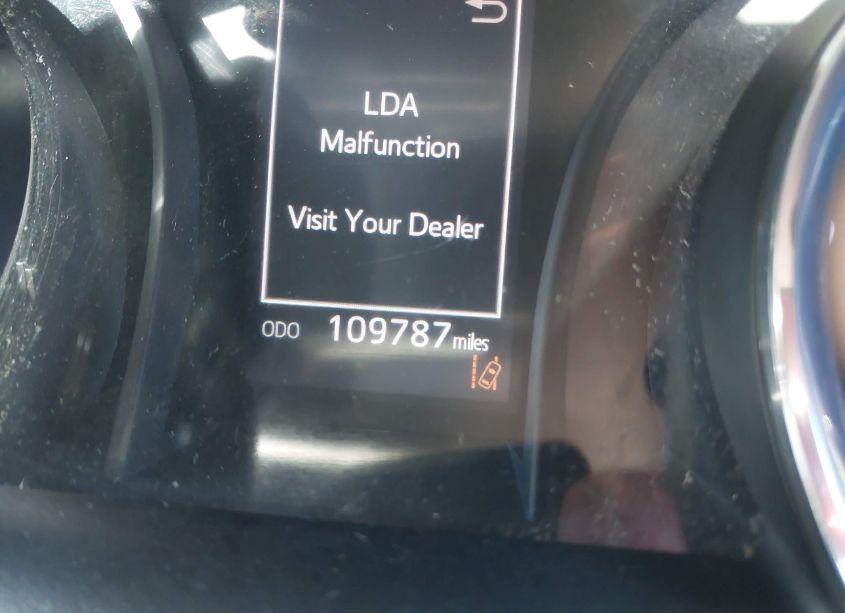 LDA
Malfunction
Visit Your Dealer
ODO 109787 miles